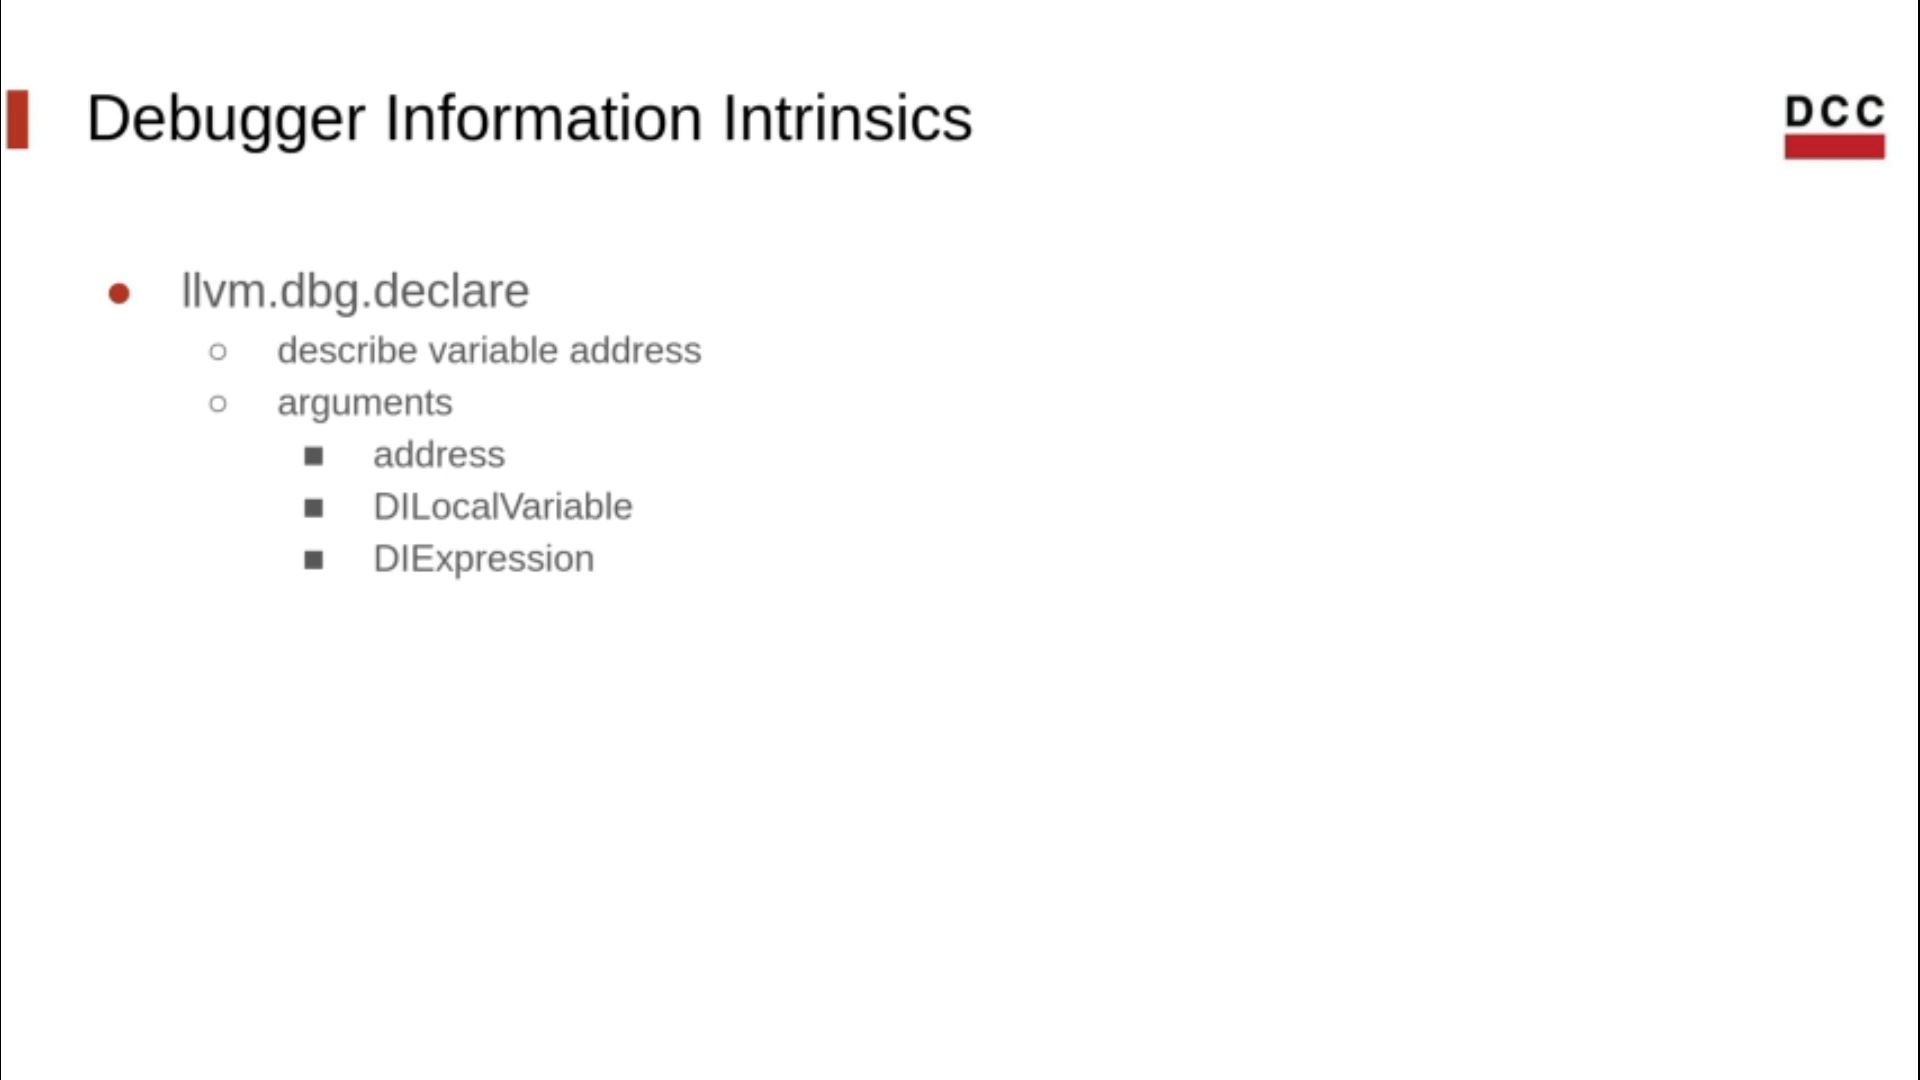 Debugger Information Intrinsics
DCC
llvm.dbg.declare
describe variable address
arguments
address
DILocalVariable
DIExpression